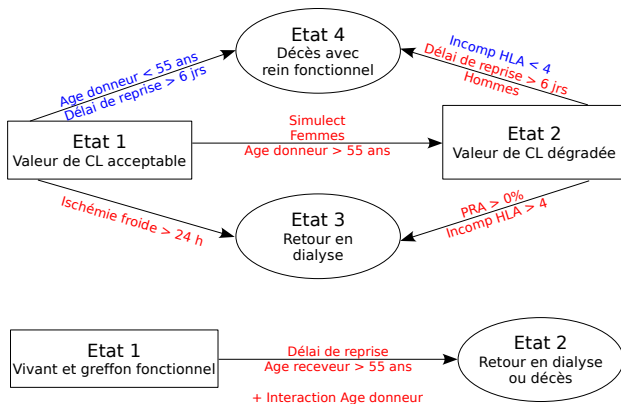 Etat 4
Décès avec
rein fonctionnel
Age donneur < 55 ans
Délai de reprise > 6 jrs
Incomp HLA < 4
Délai de reprise > 6 jrs
Hommes
Etat 1
Valeur de CL acceptable
Simulect
Femmes
Age donneur > 55 ans
Etat 2
Valeur de CL dégradée
Ischémie froide > 24 h
Etat 3
Retour en
dialyse
PRA > 0%
Incomp HLA > 4
Etat 1
Vivant et greffon fonctionnel
Délai de reprise
Age receveur > 55 ans
+ Interaction Age donneur
Etat 2
Retour en dialyse
ou décès